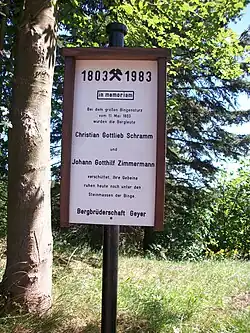 1803 1983
in memoriam
Bei dem großen Bingensturz
vom 11. Mai 1803
wurden die Bergleute
Christian Gottlieb Schramm
und
Johann Gotthilf Zimmermann
verschüttet, ihre Gebeine
ruhen heute noch unter den
Steinmassen der Binge.
Bergbrüderschaft Geyer